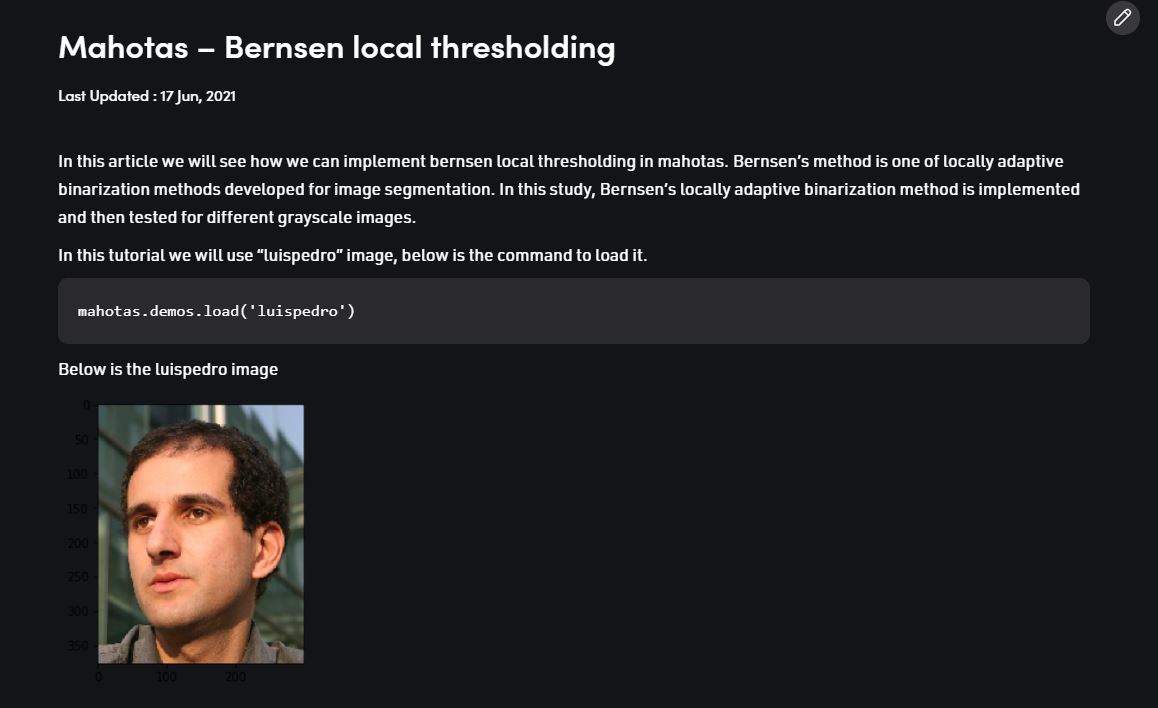 Mahotas – Bernsen local thresholding
Last Updated : 17 Jun, 2021
In this article we will see how we can implement bernsen local thresholding in mahotas. Bernsen’s method is one of locally adaptive
binarization methods developed for image segmentation. In this study, Bernsen’s locally adaptive binarization method is implemented
and then tested for different grayscale images.
In this tutorial we will use “luispedro” image, below is the command to load it.
mahotas.demos.load('luispedro')
Below is the luispedro image
0
50
100
150
200
250
300
350
0 100 200